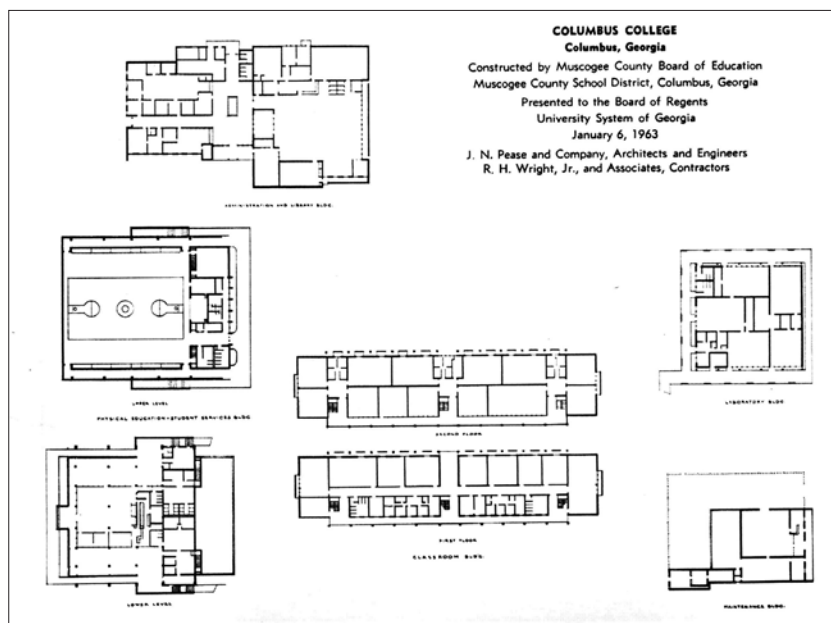 COLUMBUS COLLEGE
Columbus, Georgia
Constructed by Muscogee County Board of Education
Muscogee County School District, Columbus, Georgia
Presented to the Board of Regents
University System of Georgia
January 6, 1963
J. N. Pease and Company, Architects and Engineers
R. H. Wright, Jr., and Associates, Contractors
ADMINISTRATION AND LIBRARY BLDG.
UPPER LEVEL
PHYSICAL EDUCATION-STUDENT SERVICES BLDG
LOWER LEVEL
SECOND FLOOR
FIRST FLOOR
CLASSROOM BLDG.
LABORATORY BLDG
MAINTENANCE BLDG.